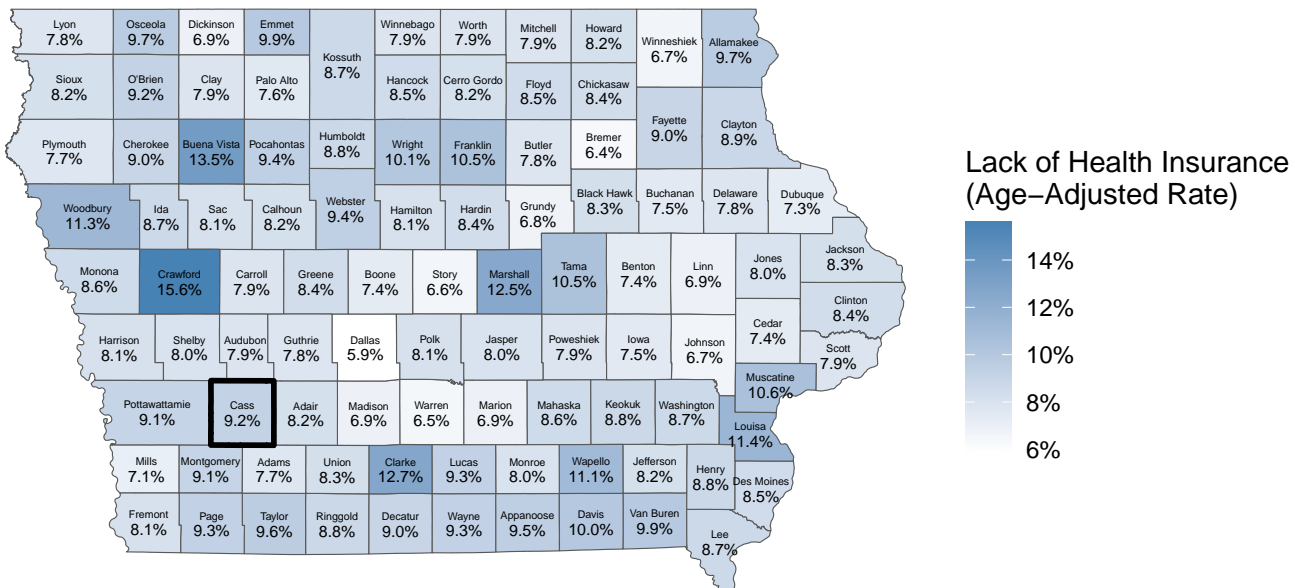 Lyon
7.8%
Osceola
9.7%
Dickinson
6.9%
Emmet
9.9%
Kossuth
8.7%
Winnebago
7.9%
Worth
7.9%
Mitchell
7.9%
Howard
8.2%
Winneshiek
6.7%
Allamakee
9.7%
Sioux
8.2%
O'Brien
9.2%
Clay
7.9%
Palo Alto
7.6%
Hancock
8.5%
Cerro Gordo
8.2%
Floyd
8.5%
Chickasaw
8.4%
Fayette
9.0%
Clayton
8.9%
Plymouth
7.7%
Cherokee
9.0%
Buena Vista
13.5%
Pocahontas
9.4%
Humboldt
8.8%
Wright
10.1%
Franklin
10.5%
Butler
7.8%
Bremer
6.4%
Woodbury
11.3%
Ida
8.7%
Sac
8.1%
Calhoun
8.2%
Webster
9.4%
Hamilton
8.1%
Hardin
8.4%
Grundy
6.8%
Black Hawk
8.3%
Buchanan
7.5%
Delaware
7.8%
Dubuque
7.3%
Monona
8.6%
Crawford
15.6%
Carroll
7.9%
Greene
8.4%
Boone
7.4%
Story
6.6%
Marshall
12.5%
Tama
10.5%
Benton
7.4%
Linn
6.9%
Jones
8.0%
Jackson
8.3%
Clinton
8.4%
Harrison
8.1%
Shelby
8.0%
Audubon
7.9%
Guthrie
7.8%
Dallas
5.9%
Polk
8.1%
Jasper
8.0%
Poweshiek
7.9%
Iowa
7.5%
Johnson
6.7%
Cedar
7.4%
Scott
7.9%
Muscatine
10.6%
Pottawattamie
9.1%
Cass
9.2%
Adair
8.2%
Madison
6.9%
Warren
6.5%
Marion
6.9%
Mahaska
8.6%
Keokuk
8.8%
Washington
8.7%
Louisa
11.4%
Mills
7.1%
Montgomery
9.1%
Adams
7.7%
Union
8.3%
Clarke
12.7%
Lucas
9.3%
Monroe
8.0%
Wapello
11.1%
Jefferson
8.2%
Henry
8.8%
Des Moines
8.5%
Fremont
8.1%
Page
9.3%
Taylor
9.6%
Ringgold
8.8%
Decatur
9.0%
Wayne
9.3%
Appanoose
9.5%
Davis
10.0%
Van Buren
9.9%
Lee
8.7%
Lack of Health Insurance
(Age−Adjusted Rate)
14%
12%
10%
8%
6%